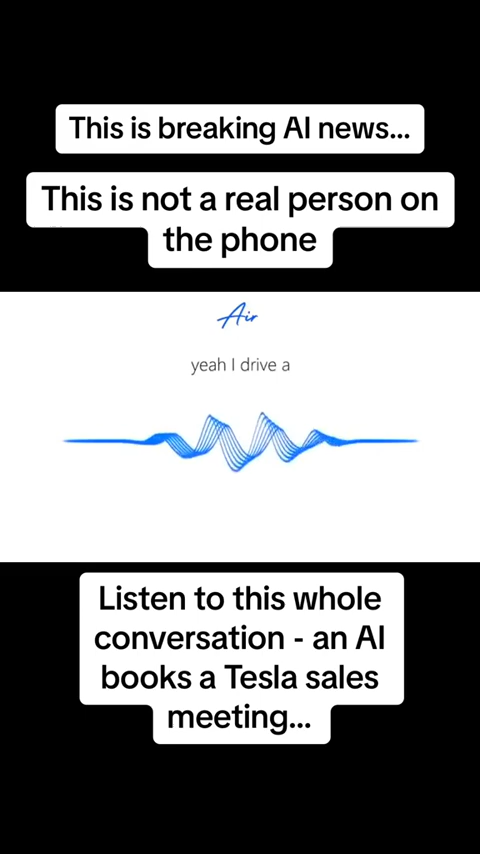 This is breaking AI news...
This is not a real person on
the phone
Air
yeah I drive a
Listen to this whole
conversation - an AI
books a Tesla sales
meeting...